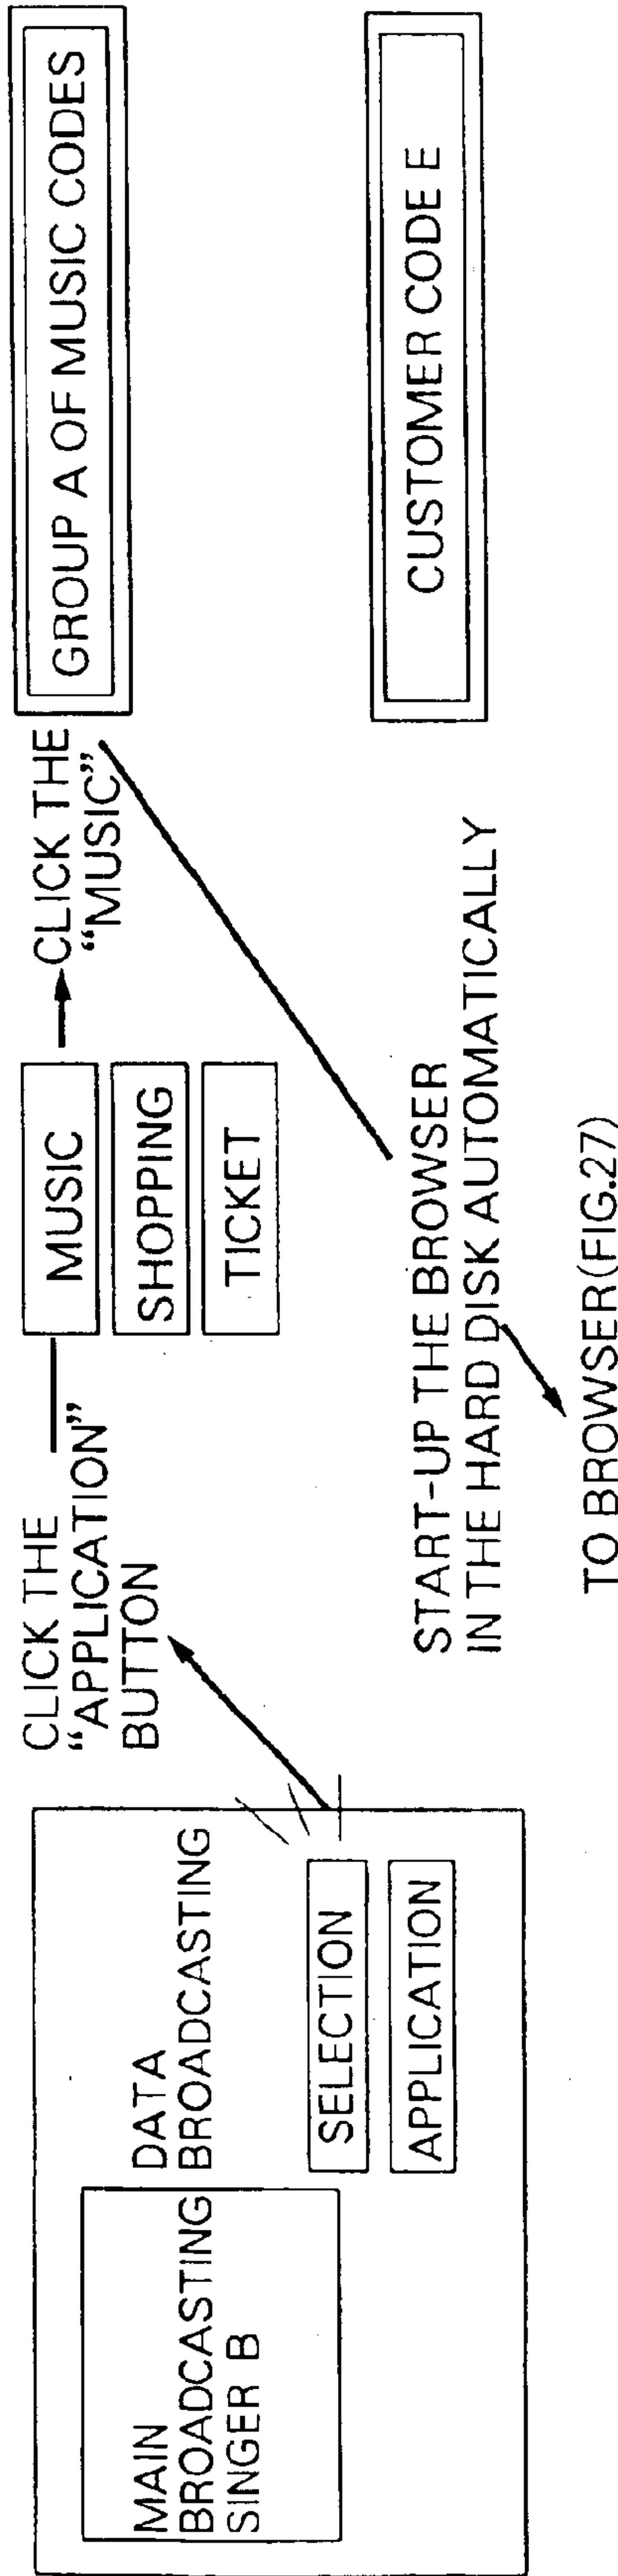 MAIN
BROADCASTING
SINGER B
DATA
BROADCASTING
SELECTION
APPLICATION
CLICK THE
“APPLICATION”
BUTTON
MUSIC
SHOPPING
TICKET
CLICK THE
“MUSIC”
GROUP A OF MUSIC CODES
START-UP THE BROWSER
IN THE HARD DISK AUTOMATICALLY
TO BROWSER(FIG.27)
CUSTOMER CODE E